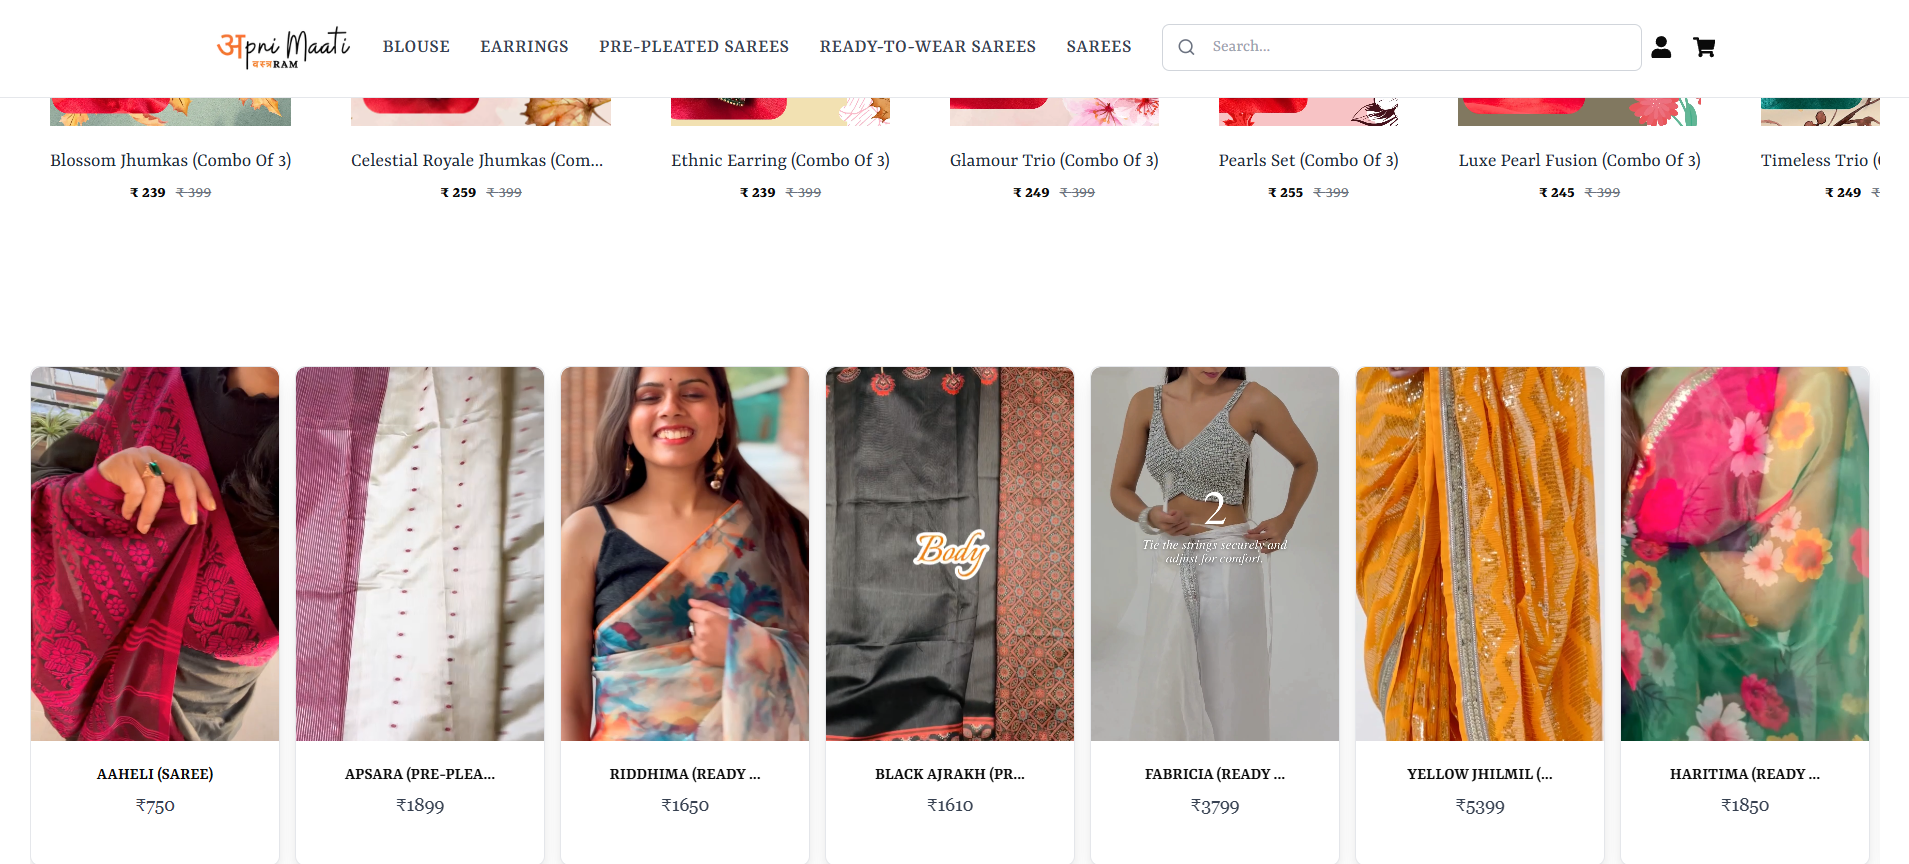 अpni Maati
वस्त्रRAM
BLOUSE EARRINGS PRE-PLEATED SAREES READY-TO-WEAR SAREES SAREES Search...
Blossom Jhumkas (Combo Of 3) Celestial Royale Jhumkas (Com... Ethnic Earring (Combo Of 3) Glamour Trio (Combo Of 3) Pearls Set (Combo Of 3) Luxe Pearl Fusion (Combo Of 3) Timeless Trio (
₹ 239 ₹ 399 ₹ 259 ₹ 399 ₹ 239 ₹ 399 ₹ 249 ₹ 399 ₹ 255 ₹ 399 ₹ 245 ₹ 399 ₹ 249 ₹
Body
2
Tie the strings securely and
adjust for comfort.
AAHELI (SAREE) APSARA (PRE-PLEA... RIDDHIMA (READY ... BLACK AJRAKH (PR... FABRICIA (READY ... YELLOW JHILMIL (... HARITIMA (READY ...
₹750 ₹1899 ₹1650 ₹1610 ₹3799 ₹5399 ₹1850